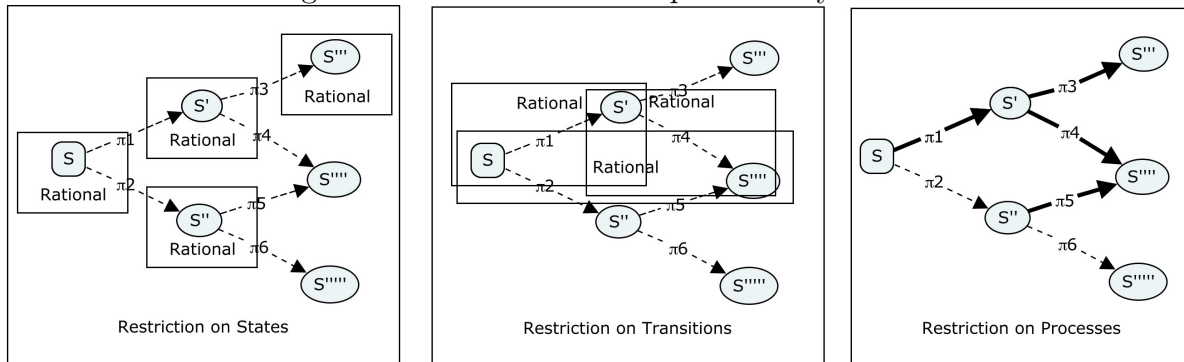 S'''
Rational
S'
π3
Rational
π1
π4
S
Rational
π2
S''''
S''
π5
Rational
π6
S'''''
Restriction on States
S'''
π3
Rational
S'
Rational
π1
π4
S
Rational
π2
S''''
S''
π5
π6
S'''''
Restriction on Transitions
S'''
π3
S'
π1
π4
S
π2
S''''
π5
S''
π6
S'''''
Restriction on Processes